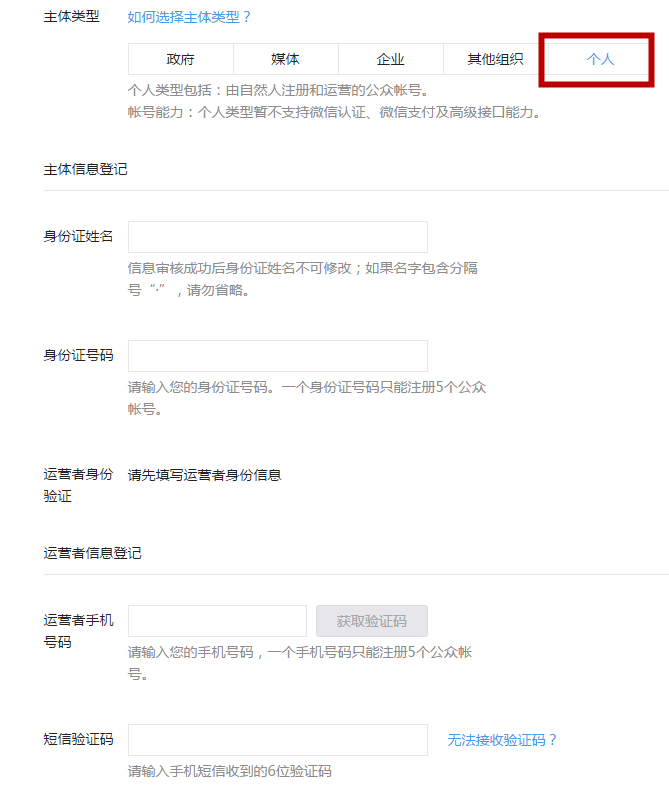 主体类型 如何选择主体类型？
政府 媒体 企业 其他组织 个人
个人类型包括：由自然人注册和运营的公众帐号。
帐号能力：个人类型暂不支持微信认证、微信支付及高级接口能力。
主体信息登记
身份证姓名
信息审核成功后身份证姓名不可修改；如果名字包含分隔
号“·”，请勿省略。
身份证号码
请输入您的身份证号码。一个身份证号码只能注册5个公众
帐号。
运营者身份 请先填写运营者身份信息
验证
运营者信息登记
运营者手机 获取验证码
号码
请输入您的手机号码，一个手机号码只能注册5个公众帐
号。
短信验证码 无法接收验证码？
请输入手机短信收到的6位验证码